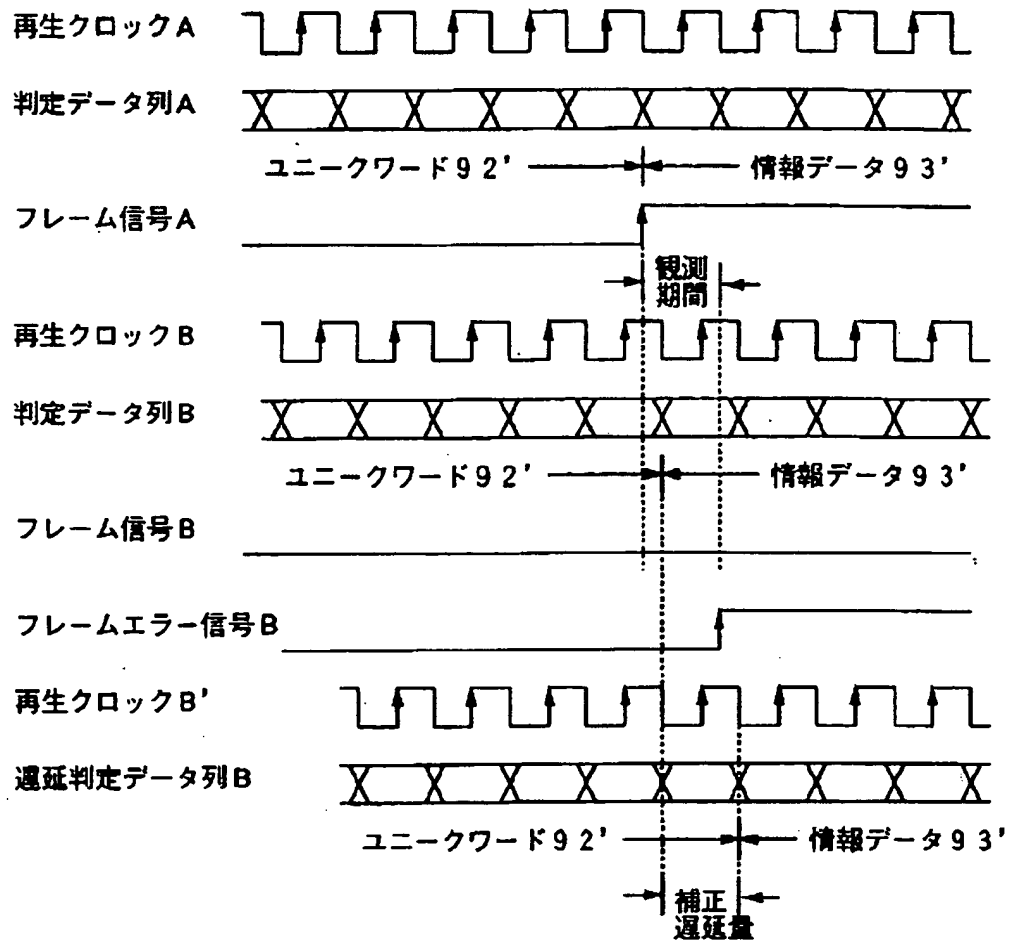 再生クロックA
判定データ列A
ユニークワード92' 情報データ93'
フレーム信号A
観測
期間
再生クロックB
判定データ列B
ユニークワード92' 情報データ93'
フレーム信号B
フレームエラー信号B
再生クロックB'
遅延判定データ列B
ユニークワード92' 情報データ93'
補正
遅延量